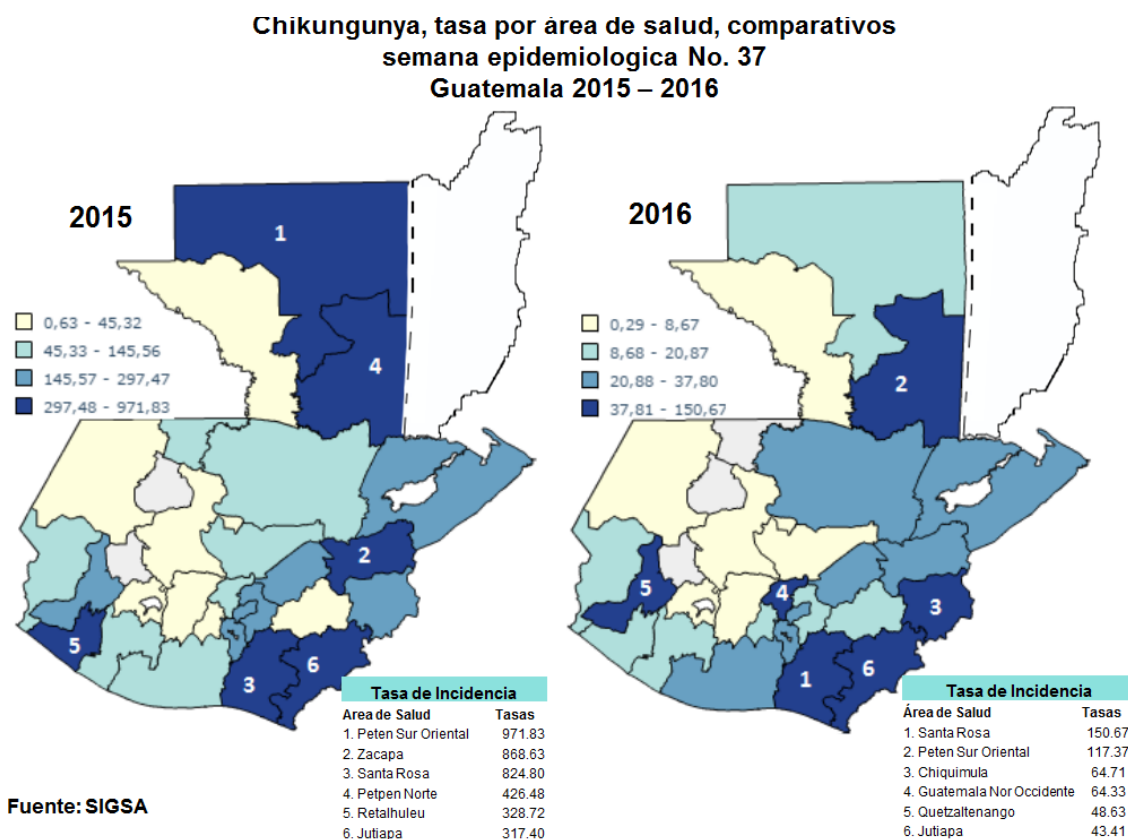 Chikungunya, tasa por área de salud, comparativos
semana epidemiologica No. 37
Guatemala 2015 – 2016
2015
1
4
2
5
3
6
0,63 - 45,32
45,33 - 145,56
145,57 - 297,47
297,48 - 971,83
Tasa de Incidencia
Area de Salud Tasas
1. Peten Sur Oriental 971.83
2. Zacapa 868.63
3. Santa Rosa 824.80
4. Petpen Norte 426.48
5. Retalhuleu 328.72
6. Jutiapa 317.40
2016
2
5
4
3
1
6
0,29 - 8,67
8,68 - 20,87
20,88 - 37,80
37,81 - 150,67
Tasa de Incidencia
Área de Salud Tasas
1. Santa Rosa 150.67
2. Peten Sur Oriental 117.37
3. Chiquimula 64.71
4. Guatemala Nor Occidente 64.33
5. Quetzaltenango 48.63
6. Jutiapa 43.41
Fuente: SIGSA